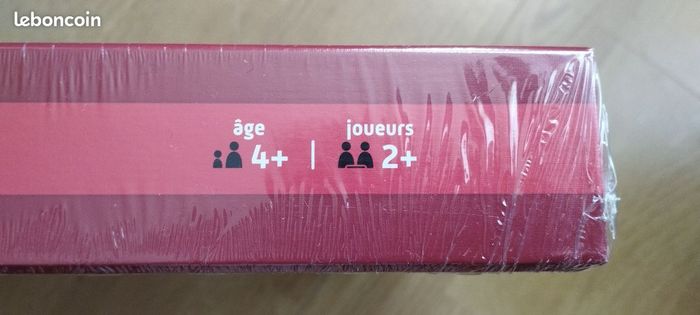 leboncoin
âge
4+
joueurs
2+